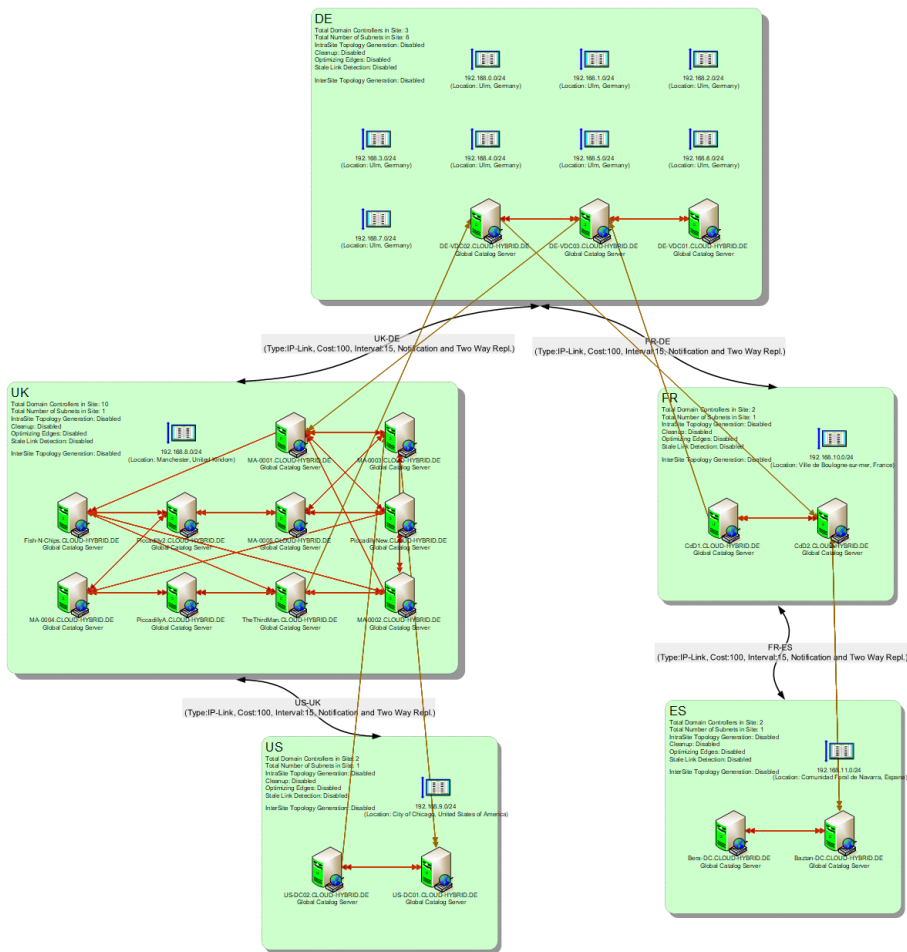 DE
Total Domain Controllers in Site: 3
Total Number of Subnets in Site: 8
IntraSite Topology Generation: Disabled
Cleanup: Disabled
Optimizing Edges: Disabled
Stale Link Detection: Disabled
InterSite Topology Generation: Disabled
192.168.0.0/24
(Location: Ulm, Germany)
192.168.1.0/24
(Location: Ulm, Germany)
192.168.2.0/24
(Location: Ulm, Germany)
192.168.3.0/24
(Location: Ulm, Germany)
192.168.4.0/24
(Location: Ulm, Germany)
192.168.5.0/24
(Location: Ulm, Germany)
192.168.6.0/24
(Location: Ulm, Germany)
192.168.7.0/24
(Location: Ulm, Germany)
DE-VDC02.CLOUD-HYBRID.DE
Global Catalog Server
DE-VDC03.CLOUD-HYBRID.DE
Global Catalog Server
DE-VDC01.CLOUD-HYBRID.DE
Global Catalog Server
UK-DE
(Type:IP-Link, Cost:100, Interval:15, Notification and Two Way Repl.)
FR-DE
(Type:IP-Link, Cost:100, Interval:15, Notification and Two Way Repl.)
UK
Total Domain Controllers in Site: 10
Total Number of Subnets in Site: 1
IntraSite Topology Generation: Disabled
Cleanup: Disabled
Optimizing Edges: Disabled
Stale Link Detection: Disabled
InterSite Topology Generation: Disabled
192.168.8.0/24
(Location: Manchester, United Kingdom)
MA-0001.CLOUD-HYBRID.DE
Global Catalog Server
MA-0003.CLOUD-HYBRID.DE
Global Catalog Server
Fish-N-Chips.CLOUD-HYBRID.DE
Global Catalog Server
Piccadilly2.CLOUD-HYBRID.DE
Global Catalog Server
MA-0005.CLOUD-HYBRID.DE
Global Catalog Server
PiccadillyNew.CLOUD-HYBRID.DE
Global Catalog Server
MA-0004.CLOUD-HYBRID.DE
Global Catalog Server
PiccadillyA.CLOUD-HYBRID.DE
Global Catalog Server
TheThirdMan.CLOUD-HYBRID.DE
Global Catalog Server
MA-0002.CLOUD-HYBRID.DE
Global Catalog Server
FR
Total Domain Controllers in Site: 2
Total Number of Subnets in Site: 1
IntraSite Topology Generation: Disabled
Cleanup: Disabled
Optimizing Edges: Disabled
Stale Link Detection: Disabled
InterSite Topology Generation: Disabled
192.168.10.0/24
(Location: Ville de Boulogne-sur-mer, France)
CdD1.CLOUD-HYBRID.DE
Global Catalog Server
CdD2.CLOUD-HYBRID.DE
Global Catalog Server
FR-ES
(Type:IP-Link, Cost:100, Interval:15, Notification and Two Way Repl.)
US-UK
(Type:IP-Link, Cost:100, Interval:15, Notification and Two Way Repl.)
US
Total Domain Controllers in Site: 2
Total Number of Subnets in Site: 1
IntraSite Topology Generation: Disabled
Cleanup: Disabled
Optimizing Edges: Disabled
Stale Link Detection: Disabled
InterSite Topology Generation: Disabled
192.168.9.0/24
(Location: City of Chicago, United States of America)
US-DC02.CLOUD-HYBRID.DE
Global Catalog Server
US-DC01.CLOUD-HYBRID.DE
Global Catalog Server
ES
Total Domain Controllers in Site: 2
Total Number of Subnets in Site: 1
IntraSite Topology Generation: Disabled
Cleanup: Disabled
Optimizing Edges: Disabled
Stale Link Detection: Disabled
InterSite Topology Generation: Disabled
192.168.11.0/24
(Location: Comunidad Foral de Navarra, Espana)
Bera-DC.CLOUD-HYBRID.DE
Global Catalog Server
Baztan-DC.CLOUD-HYBRID.DE
Global Catalog Server